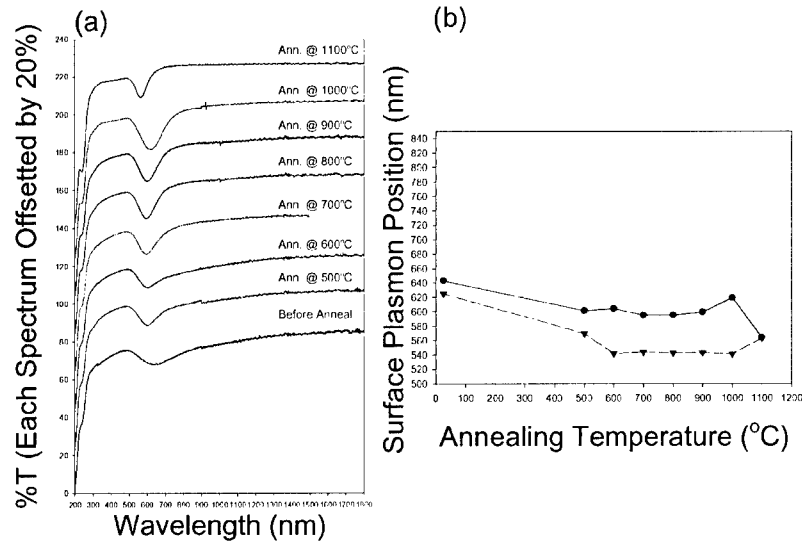 (a)
%T (Each Spectrum Offsetted by 20%)
240
220
200
180
160
140
120
100
80
60
40
20
0
Ann. @ 1100°C
Ann. @ 1000°C
Ann. @ 900°C
Ann. @ 800°C
Ann. @ 700°C
Ann. @ 600°C
Ann @ 500°C
Before Anneal
200 300 400 500 600 700 800 900 1000 1100 1200 1300 1400 1500 1600 1700 1800
Wavelength (nm)
(b)
Surface Plasmon Position (nm)
840
820
800
780
760
740
720
700
680
660
640
620
600
580
560
540
520
500
0 100 200 300 400 500 600 700 800 900 1000 1100 1200
Annealing Temperature (°C)